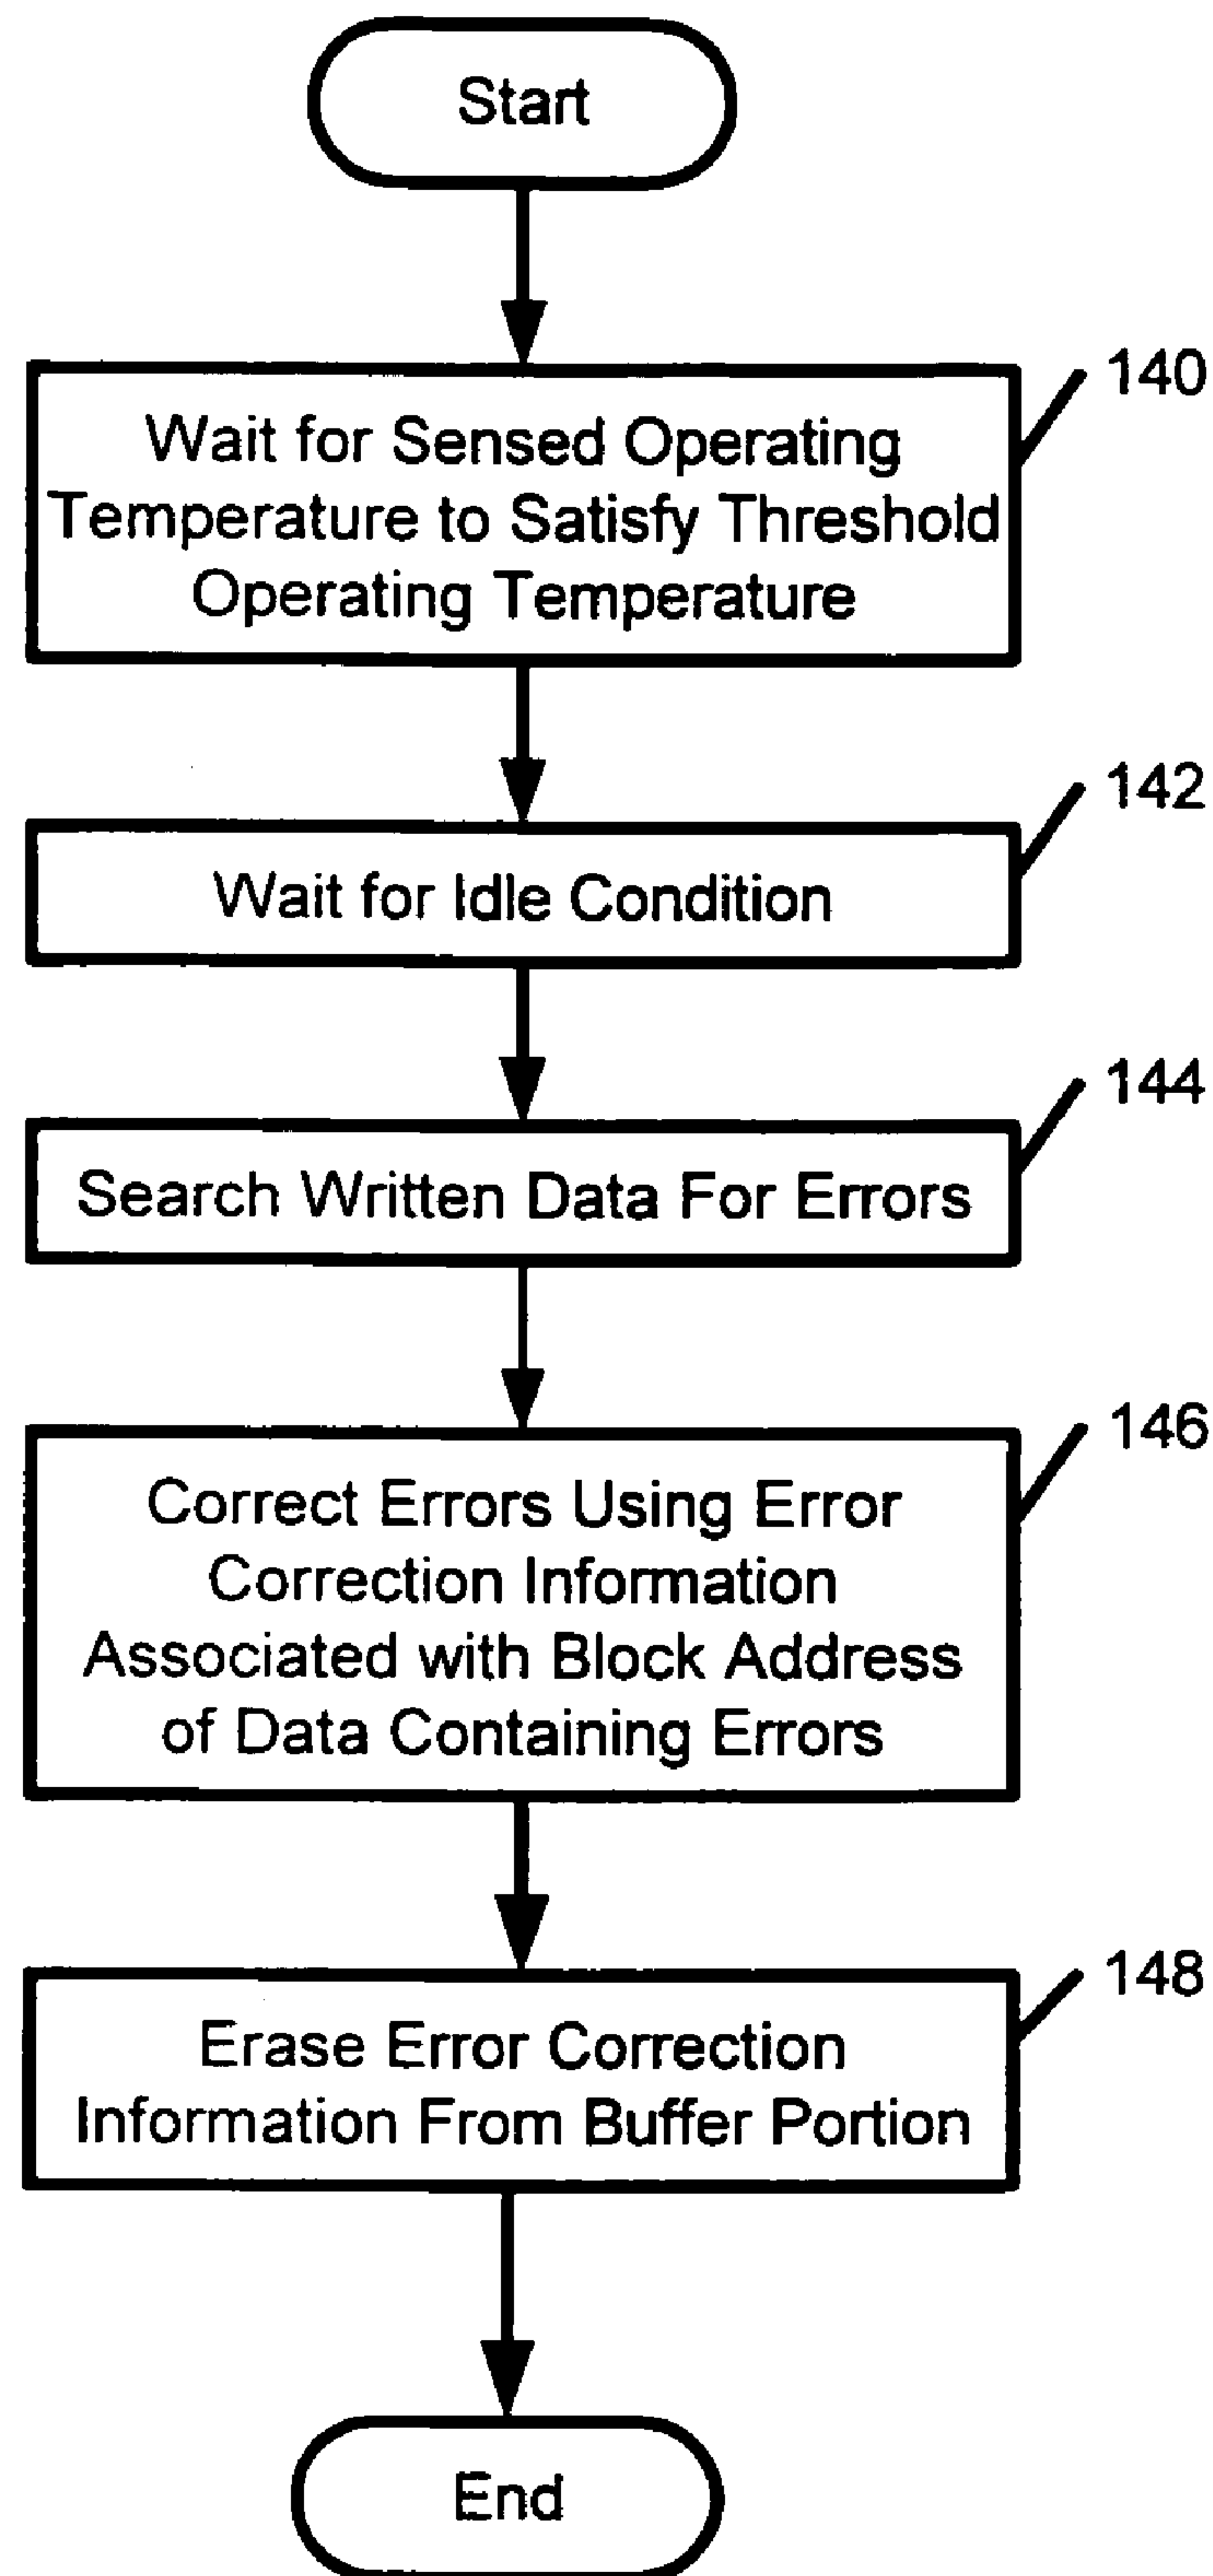 Start
140
Wait for Sensed Operating
Temperature to Satisfy Threshold
Operating Temperature
142
Wait for Idle Condition
144
Search Written Data For Errors
146
Correct Errors Using Error
Correction Information
Associated with Block Address
of Data Containing Errors
148
Erase Error Correction
Information From Buffer Portion
End